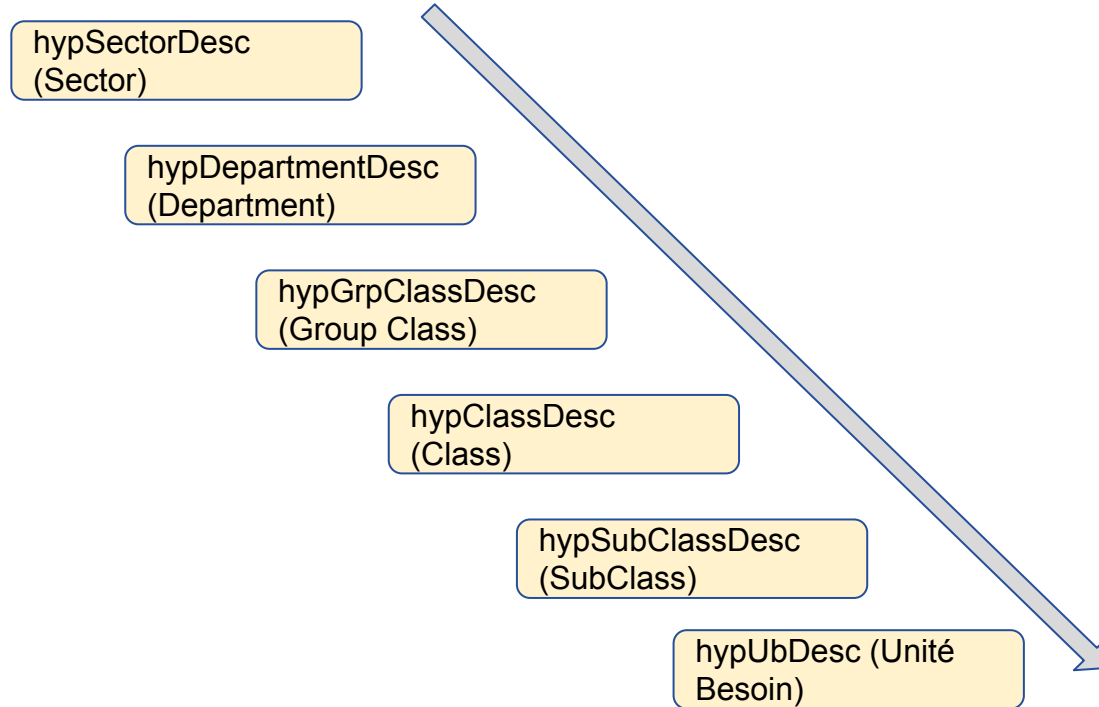 hypSectorDesc
(Sector)
hypDepartmentDesc
(Department)
hypGrpClassDesc
(Group Class)
hypClassDesc
(Class)
hypSubClassDesc
(SubClass)
hypUbDesc (Unité
Besoin)